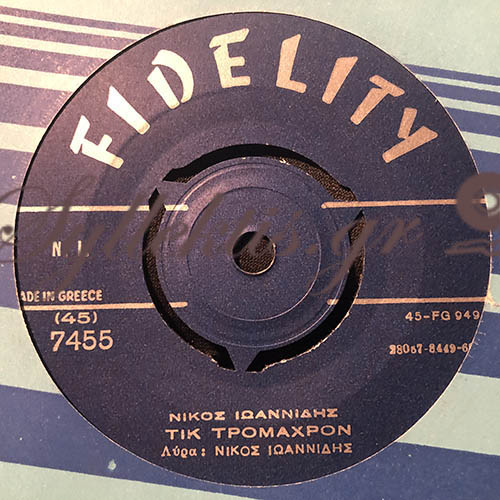 FIDELITY
ADE IN GREECE
(45)
7455
45-FG 949
ΝΙΚΟΣ ΙΩΑΝΝΙΔΗΣ
ΤΙΚ ΤΡΟΜΑΧΡΟΝ
Λύρα: ΝΙΚΟΣ ΙΩΑΝΝΙΔΗΣ